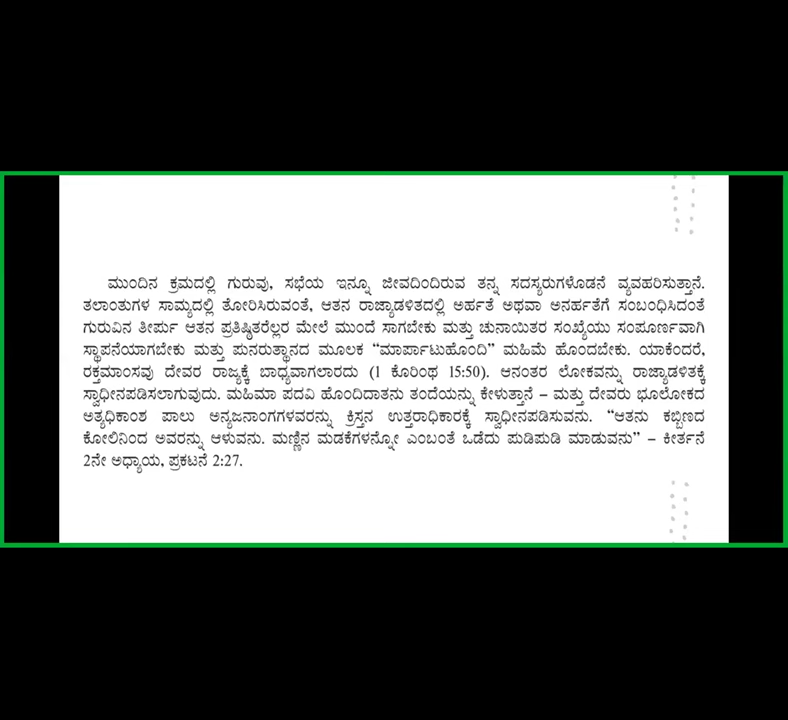 ಮುಂದಿನ ಕ್ರಮದಲ್ಲಿ ಗುರುವು, ಸಭೆಯ ಇನ್ನೂ ಜೀವದಿಂದಿರುವ ತನ್ನ ಸದಸ್ಯರುಗಳೊಡನೆ ವ್ಯವಹರಿಸುತ್ತಾನೆ.
ತಲಾಂತುಗಳ ಸಾಮ್ಯದಲ್ಲಿ ತೋರಿಸಿರುವಂತೆ, ಆತನ ರಾಜ್ಯಾಡಳಿತದಲ್ಲಿ ಅರ್ಹತೆ ಅಥವಾ ಅನರ್ಹತೆಗೆ ಸಂಬಂಧಿಸಿದಂತೆ
ಗುರುವಿನ ತೀರ್ಪು ಆತನ ಪ್ರತಿಷ್ಠಿತರೆಲ್ಲರ ಮೇಲೆ ಮುಂದೆ ಸಾಗಬೇಕು ಮತ್ತು ಚುನಾಯಿತರ ಸಂಖ್ಯೆಯು ಸಂಪೂರ್ಣವಾಗಿ
ಸ್ಥಾಪನೆಯಾಗಬೇಕು ಮತ್ತು ಪುನರುತ್ಥಾನದ ಮೂಲಕ “ಮಾರ್ಪಾಟುಹೊಂದಿ” ಮಹಿಮೆ ಹೊಂದಬೇಕು. ಯಾಕೆಂದರೆ,
ರಕ್ತಮಾಂಸವು ದೇವರ ರಾಜ್ಯಕ್ಕೆ ಬಾಧ್ಯವಾಗಲಾರದು (1 ಕೊರಿಂಥ 15:50). ಆನಂತರ ಲೋಕವನ್ನು ರಾಜ್ಯಾಡಳಿತಕ್ಕೆ
ಸ್ವಾಧೀನಪಡಿಸಲಾಗುವುದು. ಮಹಿಮಾ ಪದವಿ ಹೊಂದಿದಾತನು ತಂದೆಯನ್ನು ಕೇಳುತ್ತಾನೆ – ಮತ್ತು ದೇವರು ಭೂಲೋಕದ
ಅತ್ಯಧಿಕಾಂಶ ಪಾಲು ಅನ್ಯಜನಾಂಗಗಳವರನ್ನು ಕ್ರಿಸ್ತನ ಉತ್ತರಾಧಿಕಾರಕ್ಕೆ ಸ್ವಾಧೀನಪಡಿಸುವನು. “ಆತನು ಕಬ್ಬಿಣದ
ಕೋಲಿನಿಂದ ಅವರನ್ನು ಆಳುವನು. ಮಣ್ಣಿನ ಮಡಕೆಗಳನ್ನೋ ಎಂಬಂತೆ ಒಡೆದು ಪುಡಿಪುಡಿ ಮಾಡುವನು” – ಕೀರ್ತನೆ
2ನೇ ಅಧ್ಯಾಯ, ಪ್ರಕಟನೆ 2:27.